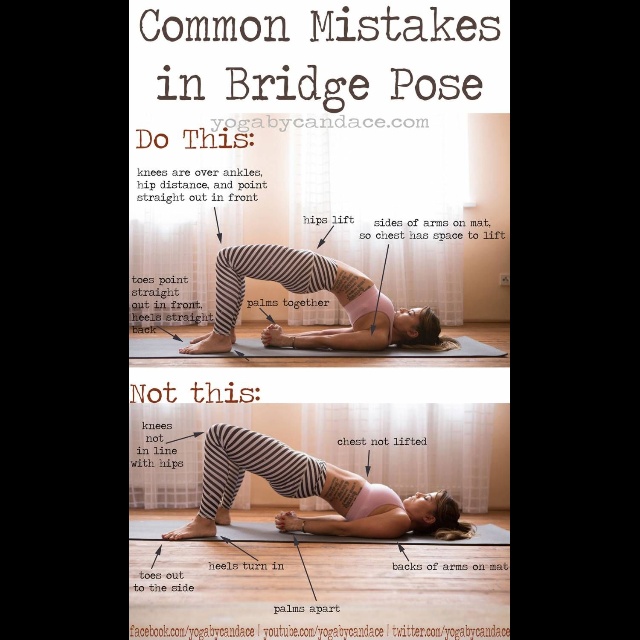 Common Mistakes
in Bridge Pose
yogabycandace.com
Do This:
knees are over ankles,
hip distance, and point
straight out in front
hips lift
sides of arms on mat,
so chest has space to lift
toes point
straight
out in front,
heels straight
back
palms together
Not this:
knees
not
in line
with hips
chest not lifted
toes out
to the side
heels turn in
palms apart
backs of arms on mat
facebook.com/yogabycandace | youtube.com/yogabycandace | twitter.com/yogabycandace